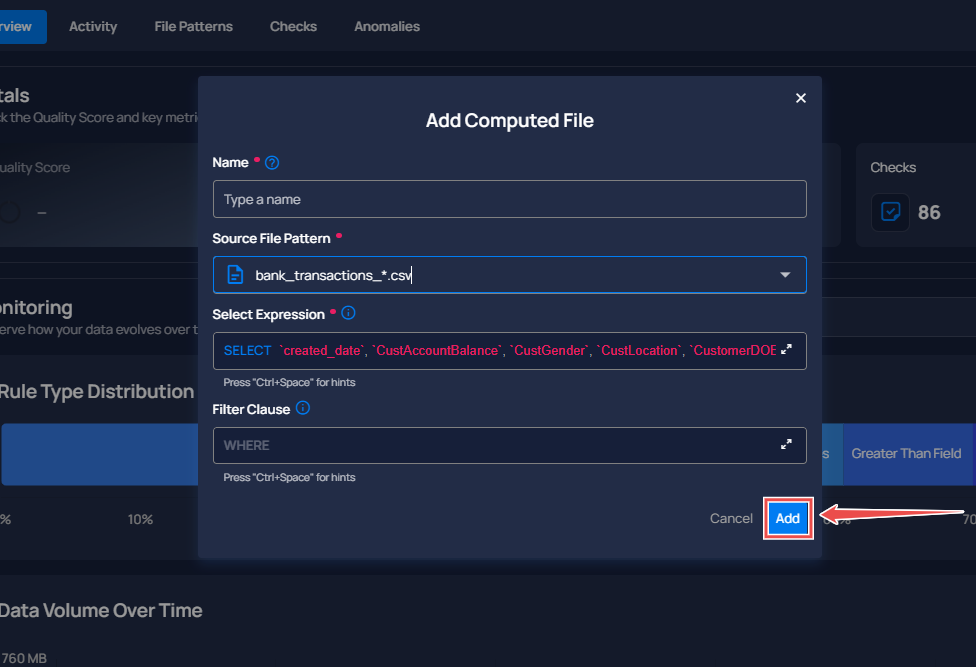 rview Activity File Patterns Checks Anomalies
tals
ck the Quality Score and key metri
Add Computed File
uality Score
–
Checks
86
Name *
Type a name
Source File Pattern *
bank_transactions_*.csv
Select Expression *
SELECT `created_date`, `CustAccountBalance`, `CustGender`, `CustLocation`, `CustomerDOB
Press "Ctrl+Space" for hints
Filter Clause
WHERE
Press "Ctrl+Space" for hints
Cancel Add
onitoring
serve how your data evolves over t
Rule Type Distribution
s Greater Than Field
% 10% 70
Data Volume Over Time
760 MB